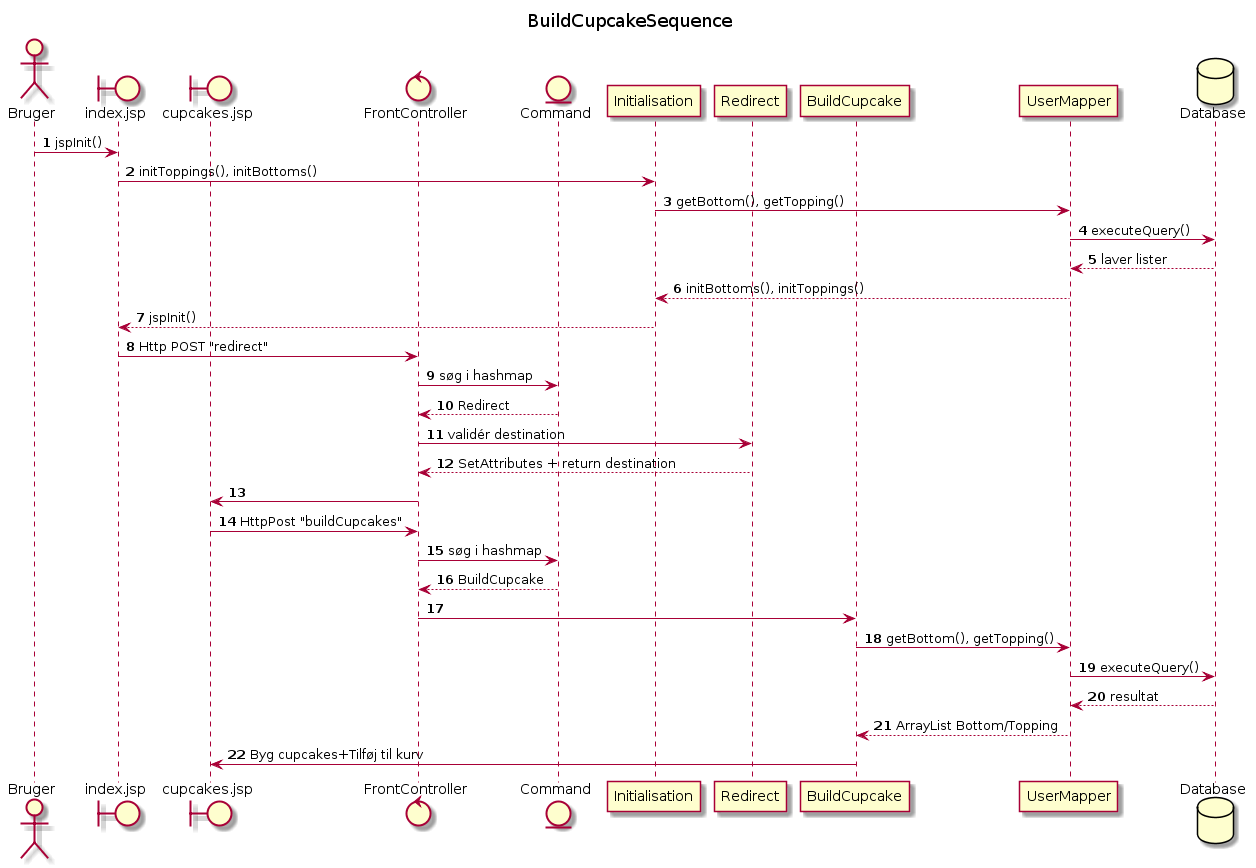 BuildCupcakeSequence
Bruger
index.jsp
cupcakes.jsp
FrontController
Command
Initialisation
Redirect
BuildCupcake
UserMapper
Database
1 jspInit()
2 initToppings(), initBottoms()
3 getBottom(), getTopping()
4 executeQuery()
5 laver lister
6 initBottoms(), initToppings()
7 jspInit()
8 Http POST "redirect"
9 søg i hashmap
10 Redirect
11 validér destination
12 SetAttributes + return destination
13
14 HttpPost "buildCupcakes"
15 søg i hashmap
16 BuildCupcake
17
18 getBottom(), getTopping()
19 executeQuery()
20 resultat
21 ArrayList Bottom/Topping
22 Byg cupcakes+Tilføj til kurv
Bruger
index.jsp
cupcakes.jsp
FrontController
Command
Initialisation
Redirect
BuildCupcake
UserMapper
Database